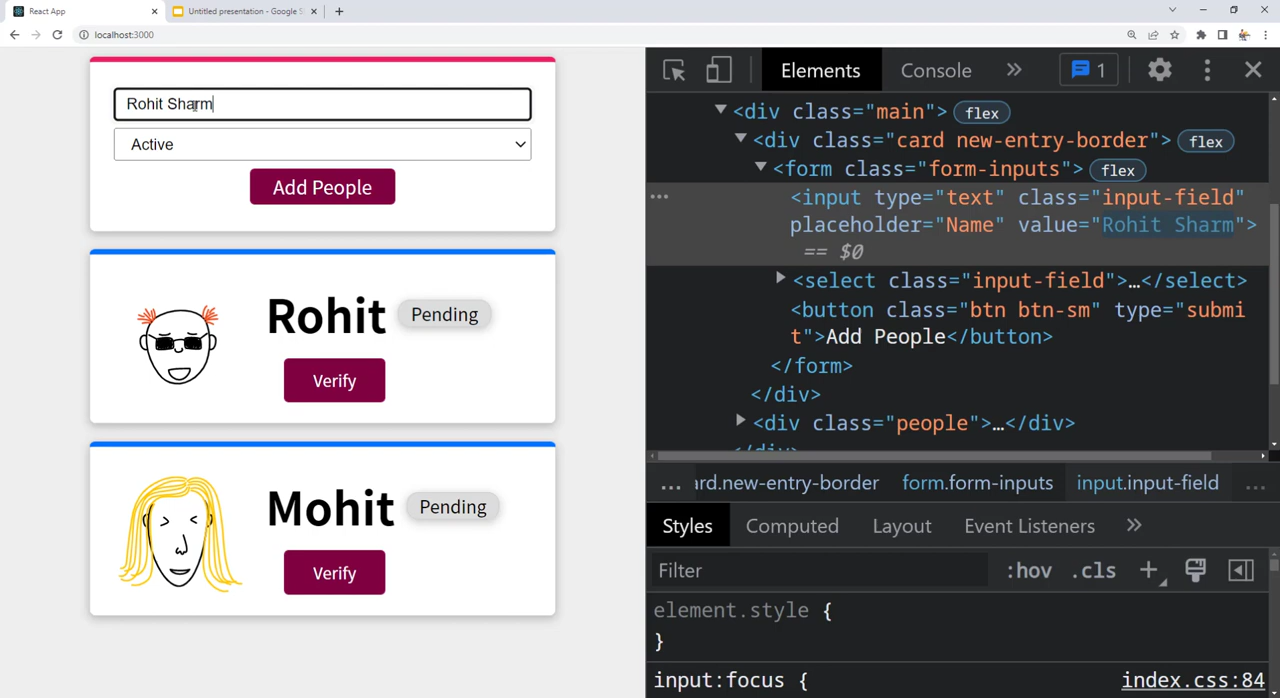 React App
Untitled presentation - Google S
localhost:3000
Rohit Sharm
Active
Add People
Rohit
Pending
Verify
Mohit
Pending
Verify
Elements
Console
1
<div class="main"> flex
<div class="card new-entry-border"> flex
<form class="form-inputs"> flex
<input type="text" class="input-field"
placeholder="Name" value="Rohit Sharm">
== $0
<select class="input-field">…</select>
<button class="btn btn-sm" type="submi
t">Add People</button>
</form>
</div>
<div class="people">…</div>
... ard.new-entry-border form.form-inputs input.input-field ...
Styles
Computed
Layout
Event Listeners
Filter
:hov
.cls
element.style {
}
input:focus {
index.css:84